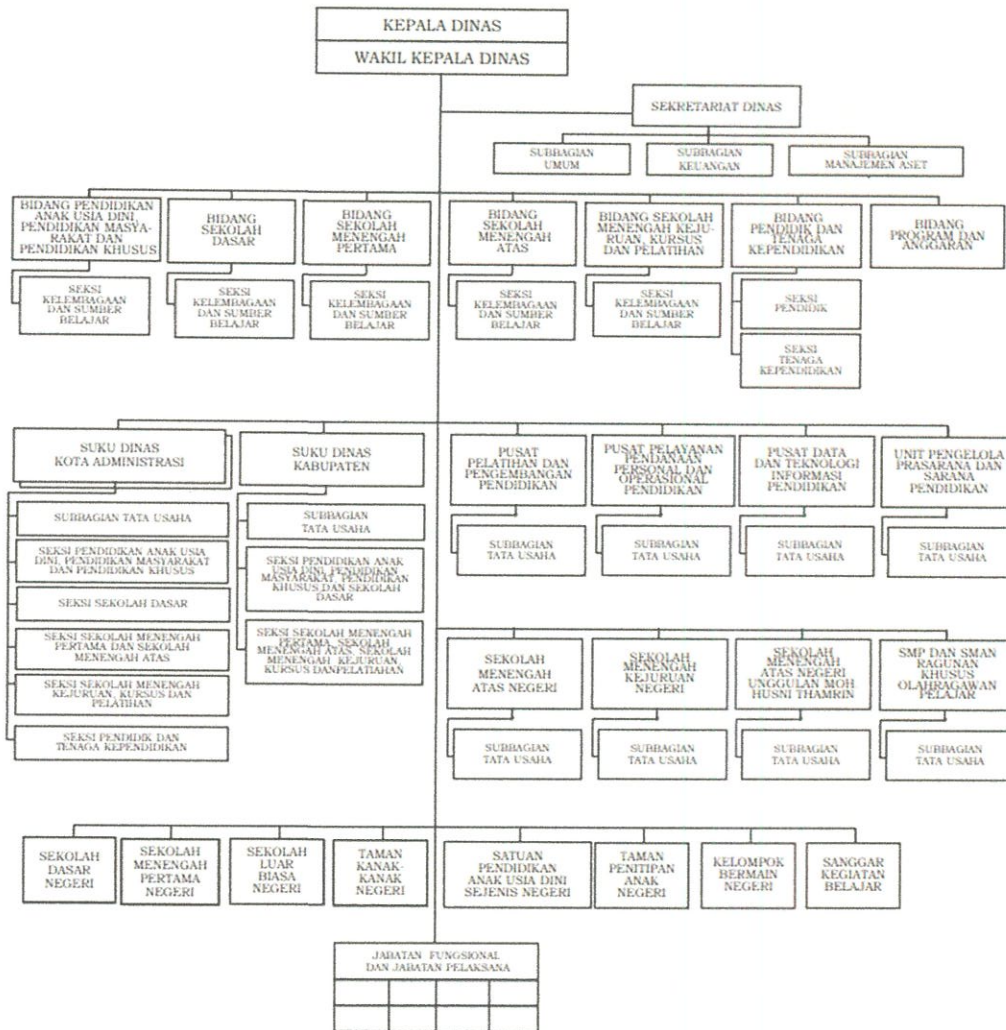 KEPALA DINAS
WAKIL KEPALA DINAS
SEKRETARIAT DINAS
SUBBAGIAN
UMUM
SUBBAGIAN
KEUANGAN
SUBBAGIAN
MANAJEMEN ASET
BIDANG PENDIDIKAN
ANAK USIA DINI,
PENDIDIKAN MASYA-
RAKAT DAN
PENDIDIKAN KHUSUS
BIDANG
SEKOLAH
DASAR
BIDANG
SEKOLAH
MENENGAH
PERTAMA
BIDANG
SEKOLAH
MENENGAH
ATAS
BIDANG SEKOLAH
MENENGAH KEJU-
RUAN, KURSUS
DAN PELATIHAN
BIDANG
PENDIDIK DAN
TENAGA
KEPENDIDIKAN
BIDANG
PROGRAM DAN
ANGGARAN
SEKSI
KELEMBAGAAN
DAN SUMBER
BELAJAR
SEKSI
KELEMBAGAAN
DAN SUMBER
BELAJAR
SEKSI
KELEMBAGAAN
DAN SUMBER
BELAJAR
SEKSI
KELEMBAGAAN
DAN SUMBER
BELAJAR
SEKSI
KELEMBAGAAN
DAN SUMBER
BELAJAR
SEKSI
PENDIDIK
SEKSI
TENAGA
KEPENDIDIKAN
SUKU DINAS
KOTA ADMINISTRASI
SUKU DINAS
KABUPATEN
PUSAT
PELATIHAN DAN
PENGEMBANGAN
PENDIDIKAN
PUSAT PELAYANAN
PENDANAAN
PERSONAL DAN
OPERASIONAL
PENDIDIKAN
PUSAT DATA
DAN TEKNOLOGI
INFORMASI
PENDIDIKAN
UNIT PENGELOLA
PRASARANA DAN
SARANA
PENDIDIKAN
SUBBAGIAN TATA USAHA
SEKSI PENDIDIKAN ANAK USIA
DINI, PENDIDIKAN MASYARAKAT
DAN PENDIDIKAN KHUSUS
SEKSI SEKOLAH DASAR
SEKSI SEKOLAH MENENGAH
PERTAMA DAN SEKOLAH
MENENGAH ATAS
SEKSI SEKOLAH MENENGAH
KEJURUAN, KURSUS DAN
PELATIHAN
SEKSI PENDIDIK DAN
TENAGA KEPENDIDIKAN
SUBBAGIAN
TATA USAHA
SEKSI PENDIDIKAN ANAK
USIA DINI, PENDIDIKAN
MASYARAKAT, PENDIDIKAN
KHUSUS DAN SEKOLAH
DASAR
SEKSI SEKOLAH MENENGAH
PERTAMA, SEKOLAH
MENENGAH ATAS, SEKOLAH
MENENGAH KEJURUAN,
KURSUS DANPELATIAHAN
SUBBAGIAN
TATA USAHA
SUBBAGIAN
TATA USAHA
SUBBAGIAN
TATA USAHA
SUBBAGIAN
TATA USAHA
SEKOLAH
MENENGAH
ATAS NEGERI
SEKOLAH
MENENGAH
KEJURUAN
NEGERI
SEKOLAH
MENENGAH
ATAS NEGERI
UNGGULAN MOH
HUSNI THAMRIN
SMP DAN SMAN
RAGUNAN
KHUSUS
OLAHRAGAWAN
PELAJAR
SUBBAGIAN
TATA USAHA
SUBBAGIAN
TATA USAHA
SUBBAGIAN
TATA USAHA
SUBBAGIAN
TATA USAHA
SEKOLAH
DASAR
NEGERI
SEKOLAH
MENENGAH
PERTAMA
NEGERI
SEKOLAH
LUAR
BIASA
NEGERI
TAMAN
KANAK-
KANAK
NEGERI
SATUAN
PENDIDIKAN
ANAK USIA DINI
SEJENIS NEGERI
TAMAN
PENITIPAN
ANAK
NEGERI
KELOMPOK
BERMAIN
NEGERI
SANGGAR
KEGIATAN
BELAJAR
JABATAN FUNGSIONAL
DAN JABATAN PELAKSANA